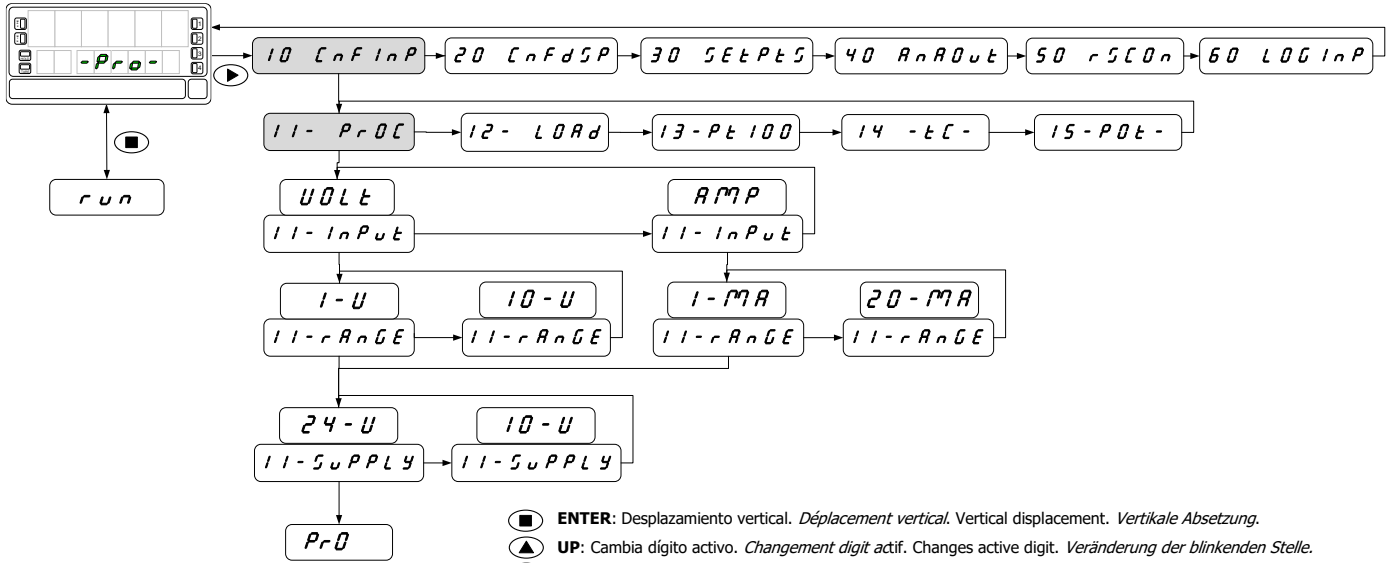 -Pro-
10 CnFInP 20 CnFdSP 30 SEtPtS 40 AnAOut 50 rSCOn 60 LOGInP
11- PrOC 12- LOAd 13-Pt100 14 -tC- 15-POt-
run
VOLt AMP
11-InPut 11-InPut
1-V 10-V 1-MA 20-MA
11-rAnGE 11-rAnGE 11-rAnGE 11-rAnGE
24-V 10-V
11-SuPPLY 11-SuPPLY
PrO
ENTER: Desplazamiento vertical. Déplacement vertical. Vertical displacement. Vertikale Absetzung.
UP: Cambia dígito activo. Changement digit actif. Changes active digit. Veränderung der blinkenden Stelle.